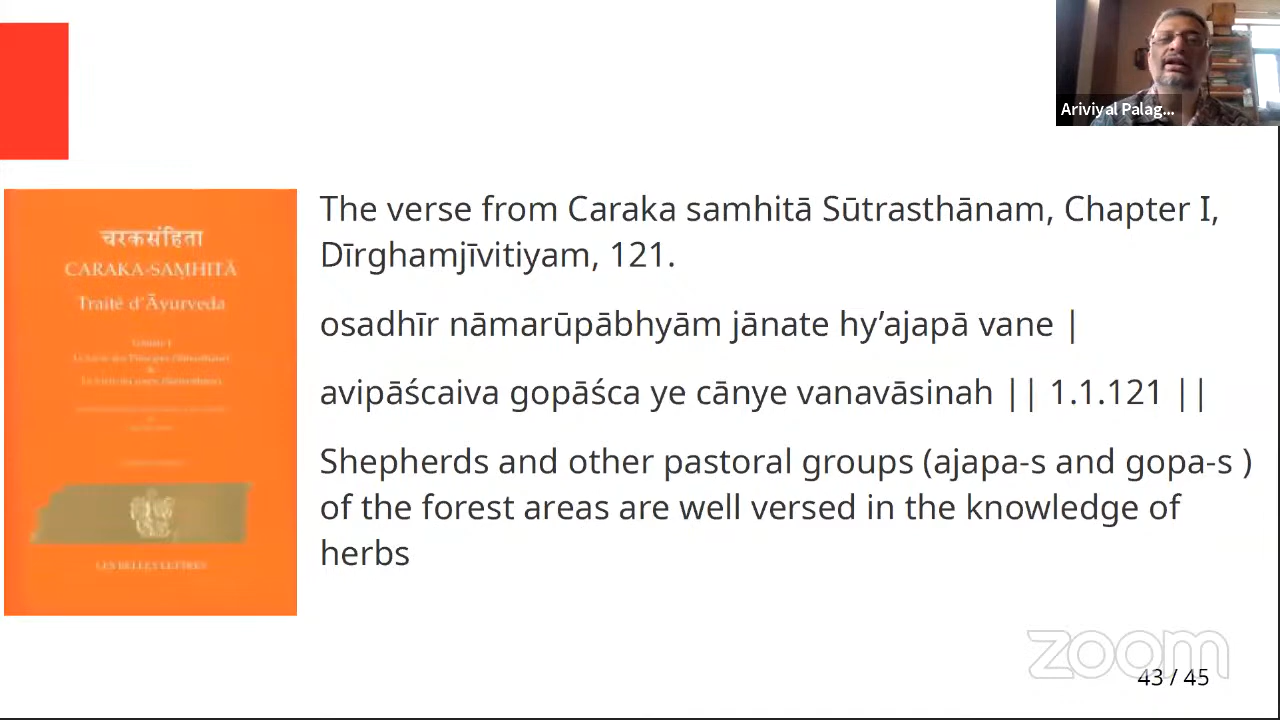 Ariviyal Palag...
चरकसंहिता
CARAKA-SAṂHITĀ
Traité d'Āyurveda
LES BELLES LETTRES
The verse from Caraka samhitā Sūtrasthānam, Chapter I,
Dīrghamjīvitiyam, 121.
osadhīr nāmarūpābhyām jānate hy’ajapā vane |
avipāścaiva gopāśca ye cānye vanavāsinah || 1.1.121 ||
Shepherds and other pastoral groups (ajapa-s and gopa-s )
of the forest areas are well versed in the knowledge of
herbs
zoom
43 / 45